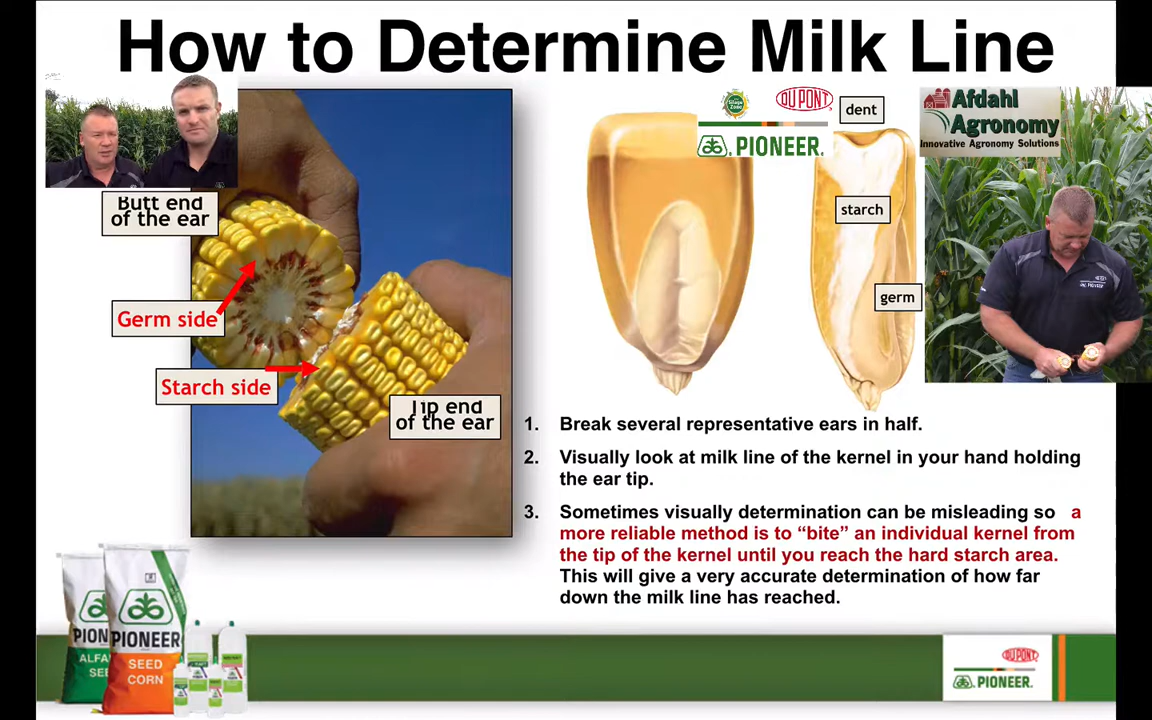 How to Determine Milk Line
Butt end
of the ear
Germ side
Starch side
Tip end
of the ear
DUPONT
PIONEER.
dent
starch
germ
Afdahl
Agronomy
Innovative Agronomy Solutions
1. Break several representative ears in half.
2. Visually look at milk line of the kernel in your hand holding
the ear tip.
3. Sometimes visually determination can be misleading so a
more reliable method is to “bite” an individual kernel from
the tip of the kernel until you reach the hard starch area.
This will give a very accurate determination of how far
down the milk line has reached.
PIONEER
SEED
CORN
DUPONT
PIONEER.